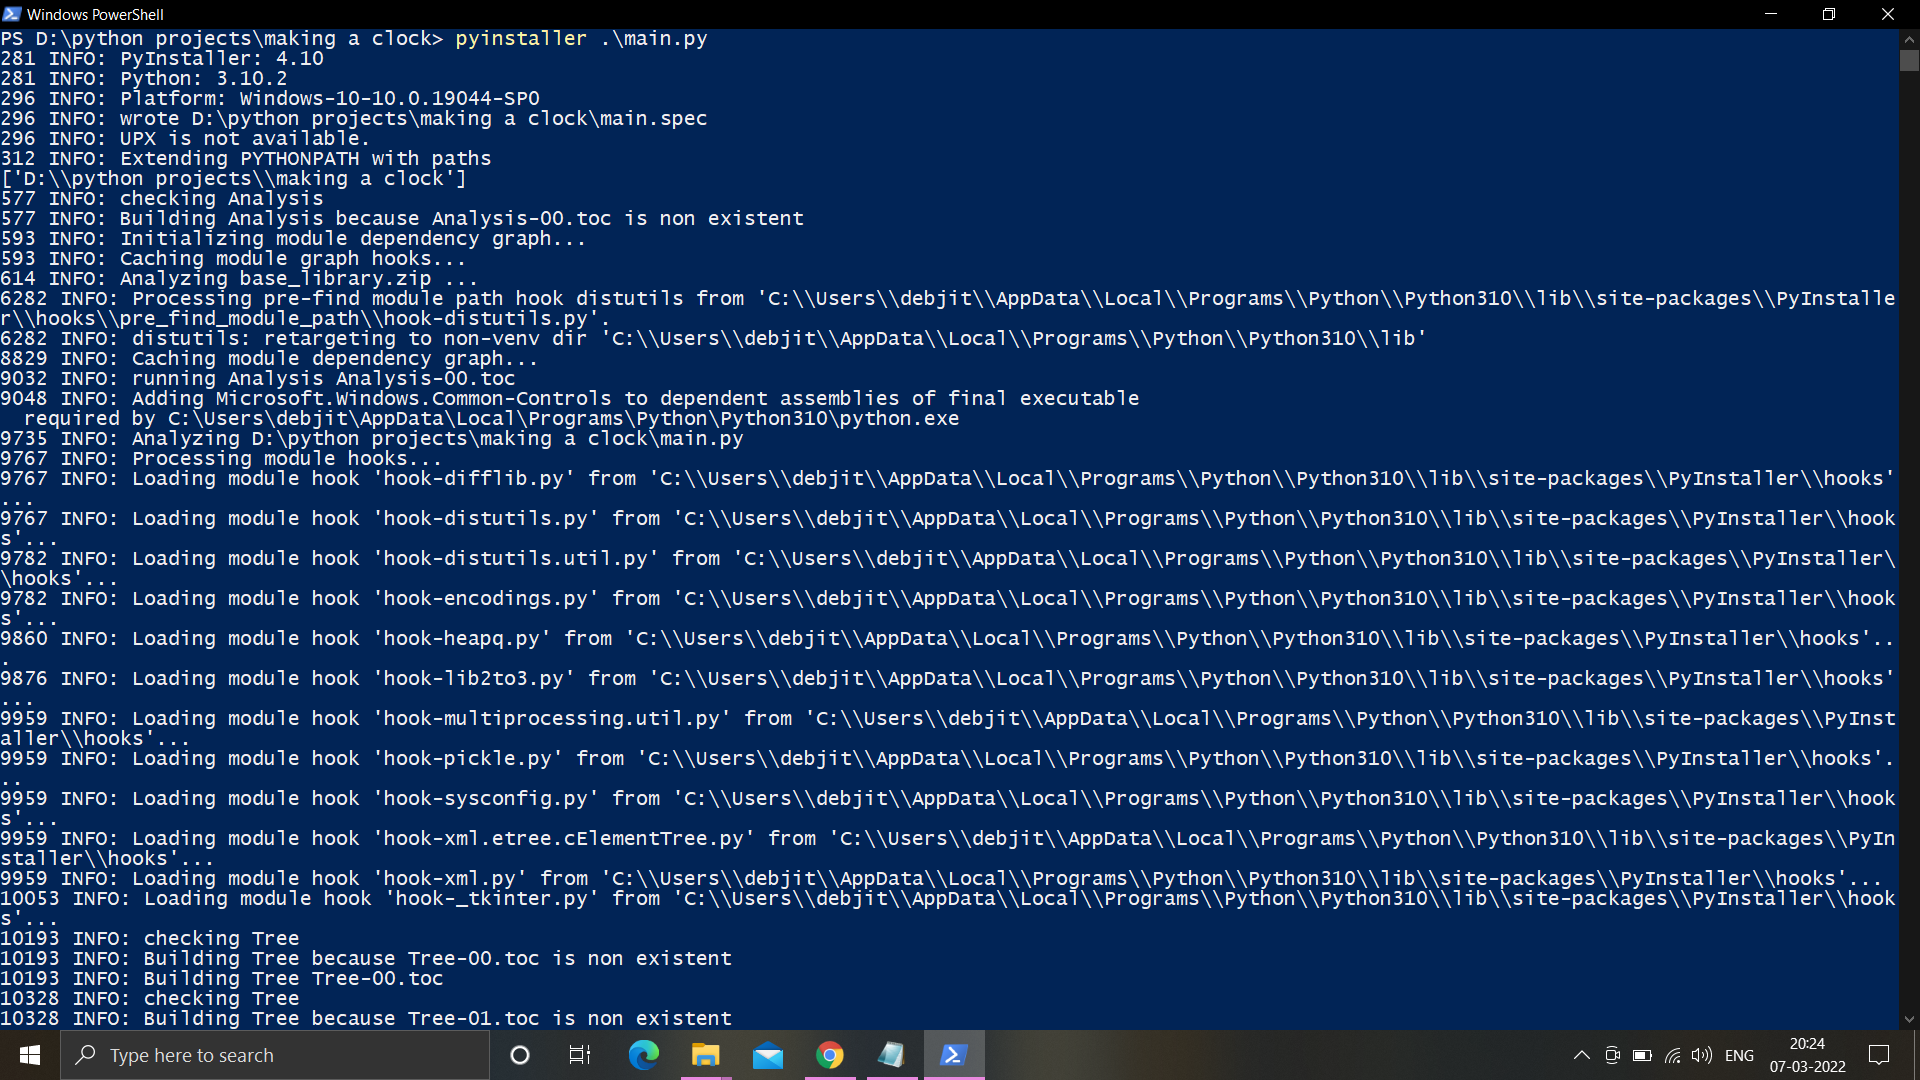 Windows PowerShell
PS D:\python projects\making a clock> pyinstaller .\main.py
281 INFO: PyInstaller: 4.10
281 INFO: Python: 3.10.2
296 INFO: Platform: Windows-10-10.0.19044-SP0
296 INFO: wrote D:\python projects\making a clock\main.spec
296 INFO: UPX is not available.
312 INFO: Extending PYTHONPATH with paths
['D:\\python projects\\making a clock']
577 INFO: checking Analysis
577 INFO: Building Analysis because Analysis-00.toc is non existent
593 INFO: Initializing module dependency graph...
593 INFO: Caching module graph hooks...
614 INFO: Analyzing base_library.zip ...
6282 INFO: Processing pre-find module path hook distutils from 'C:\\Users\\debjit\\AppData\\Local\\Programs\\Python\\Python310\\lib\\site-packages\\PyInstalle
r\\hooks\\pre_find_module_path\\hook-distutils.py'.
6282 INFO: distutils: retargeting to non-venv dir 'C:\\Users\\debjit\\AppData\\Local\\Programs\\Python\\Python310\\lib'
8829 INFO: Caching module dependency graph...
9032 INFO: running Analysis Analysis-00.toc
9048 INFO: Adding Microsoft.Windows.Common-Controls to dependent assemblies of final executable
  required by C:\Users\debjit\AppData\Local\Programs\Python\Python310\python.exe
9735 INFO: Analyzing D:\python projects\making a clock\main.py
9767 INFO: Processing module hooks...
9767 INFO: Loading module hook 'hook-difflib.py' from 'C:\\Users\\debjit\\AppData\\Local\\Programs\\Python\\Python310\\lib\\site-packages\\PyInstaller\\hooks'
...
9767 INFO: Loading module hook 'hook-distutils.py' from 'C:\\Users\\debjit\\AppData\\Local\\Programs\\Python\\Python310\\lib\\site-packages\\PyInstaller\\hook
s'...
9782 INFO: Loading module hook 'hook-distutils.util.py' from 'C:\\Users\\debjit\\AppData\\Local\\Programs\\Python\\Python310\\lib\\site-packages\\PyInstaller\
\hooks'...
9782 INFO: Loading module hook 'hook-encodings.py' from 'C:\\Users\\debjit\\AppData\\Local\\Programs\\Python\\Python310\\lib\\site-packages\\PyInstaller\\hook
s'...
9860 INFO: Loading module hook 'hook-heapq.py' from 'C:\\Users\\debjit\\AppData\\Local\\Programs\\Python\\Python310\\lib\\site-packages\\PyInstaller\\hooks'..
.
9876 INFO: Loading module hook 'hook-lib2to3.py' from 'C:\\Users\\debjit\\AppData\\Local\\Programs\\Python\\Python310\\lib\\site-packages\\PyInstaller\\hooks'
...
9959 INFO: Loading module hook 'hook-multiprocessing.util.py' from 'C:\\Users\\debjit\\AppData\\Local\\Programs\\Python\\Python310\\lib\\site-packages\\PyInst
aller\\hooks'...
9959 INFO: Loading module hook 'hook-pickle.py' from 'C:\\Users\\debjit\\AppData\\Local\\Programs\\Python\\Python310\\lib\\site-packages\\PyInstaller\\hooks'.
..
9959 INFO: Loading module hook 'hook-sysconfig.py' from 'C:\\Users\\debjit\\AppData\\Local\\Programs\\Python\\Python310\\lib\\site-packages\\PyInstaller\\hook
s'...
9959 INFO: Loading module hook 'hook-xml.etree.cElementTree.py' from 'C:\\Users\\debjit\\AppData\\Local\\Programs\\Python\\Python310\\lib\\site-packages\\PyIn
staller\\hooks'...
9959 INFO: Loading module hook 'hook-xml.py' from 'C:\\Users\\debjit\\AppData\\Local\\Programs\\Python\\Python310\\lib\\site-packages\\PyInstaller\\hooks'...
10053 INFO: Loading module hook 'hook-_tkinter.py' from 'C:\\Users\\debjit\\AppData\\Local\\Programs\\Python\\Python310\\lib\\site-packages\\PyInstaller\\hook
s'...
10193 INFO: checking Tree
10193 INFO: Building Tree because Tree-00.toc is non existent
10193 INFO: Building Tree Tree-00.toc
10328 INFO: checking Tree
10328 INFO: Building Tree because Tree-01.toc is non existent
Type here to search
ENG
20:24
07-03-2022